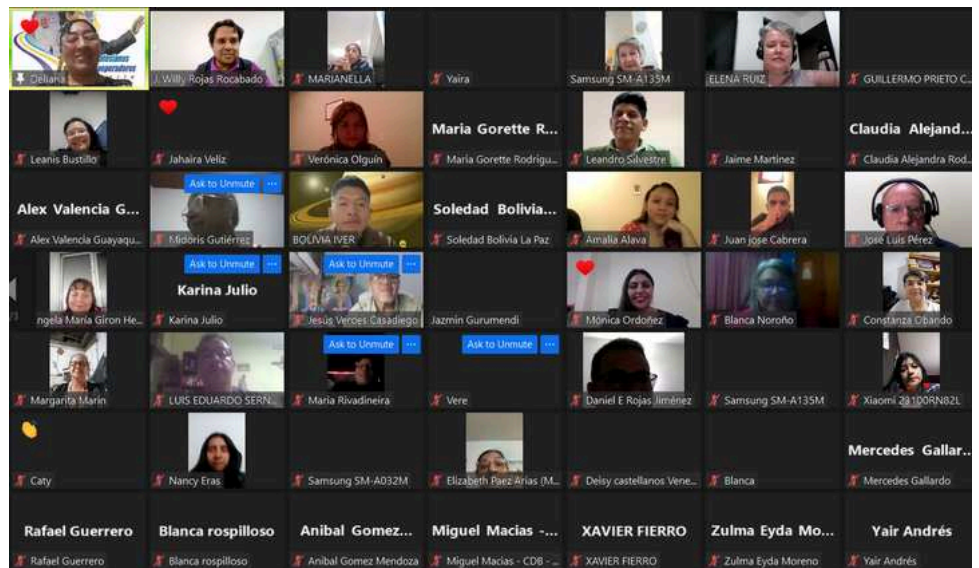 Salesianos
Cooperadores
Deliana
J. Willy Rojas Rocabado
MARIANELLA
Yaira
Samsung SM-A135M
ELENA RUIZ
GUILLERMO PRIETO C...
Leanis Bustillo
Jahaira Veliz
Verónica Olguín
Maria Gorette R...
Maria Gorette Rodrigu...
Leandro Silvestre
Jaime Martinez
Claudia Alejand...
Claudia Alejandra Rod...
Alex Valencia G...
Alex Valencia Guayaqu...
Ask to Unmute ...
Midoris Gutiérrez
BOLIVIA IVER
Soledad Bolivia...
Soledad Bolivia La Paz
Amalia Alava
Juan jose Cabrera
José Luis Pérez
ngela María Giron He...
Ask to Unmute ...
Karina Julio
Karina Julio
Ask to Unmute ...
Jesús Verdes Casadiego
Jazmin Gurumendi
Mónica Ordoñez
Blanca Noroño
Constanza Obando
Margarita Marín
LUIS EDUARDO SERN...
Ask to Unmute ...
Maria Rivadineira
Ask to Unmute ...
Vere
Daniel E Rojas Jiménez
Samsung SM-A135M
Xiaomi 23100RN82L
Caty
Nancy Eras
Samsung SM-A032M
Elizabeth Paez Arias (M...
Deisy castellanos Vene...
Blanca
Mercedes Gallar...
Mercedes Gallardo
Rafael Guerrero
Rafael Guerrero
Blanca rospilloso
Blanca rospilloso
Anibal Gomez...
Anibal Gomez Mendoza
Miguel Macias -...
Miguel Macias - CDB - ...
XAVIER FIERRO
XAVIER FIERRO
Zulma Eyda Mo...
Zulma Eyda Moreno
Yair Andrés
Yair Andrés